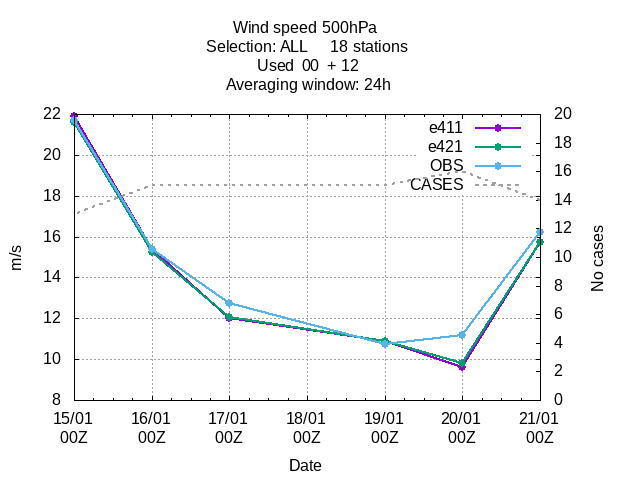 Wind speed 500hPa
Selection: ALL 18 stations
Used 00 + 12
Averaging window: 24h
22 20
20 18
18 16
16 14
14 12
12 10
10 8
8 6
4
2
0
e411
e421
OBS
CASES
m/s
No cases
15/01 16/01 17/01 18/01 19/01 20/01 21/01
00Z 00Z 00Z 00Z 00Z 00Z 00Z
Date